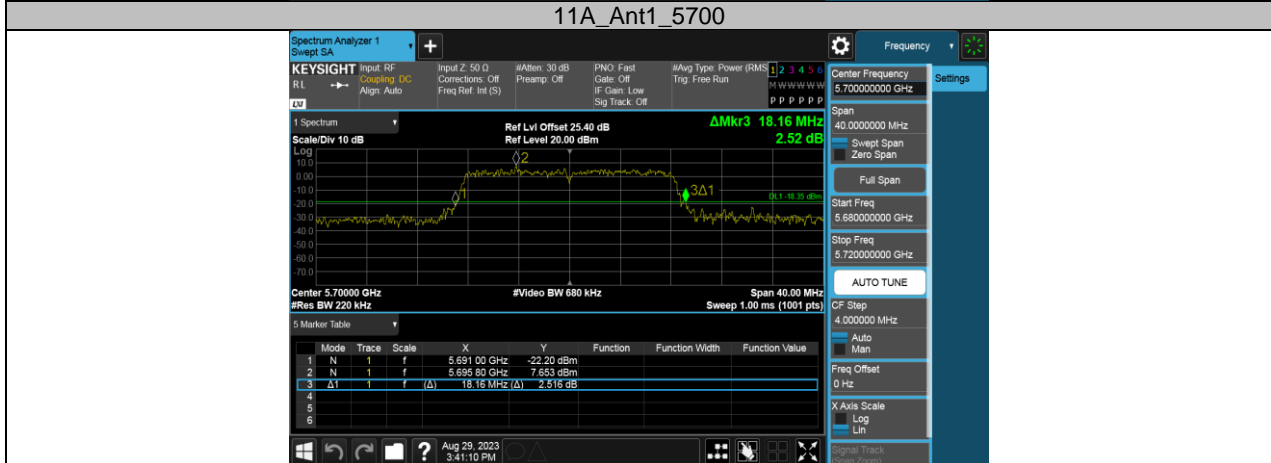 11A_Ant1_5700
Spectrum Analyzer 1
Swept SA
+
Frequency
KEYSIGHT
RL
LXI
Input: RF
Coupling: DC
Align: Auto
Input Z: 50 Ω
Corrections: Off
Freq Ref: Int (S)
#Atten: 30 dB
Preamp: Off
PNO: Fast
Gate: Off
IF Gain: Low
Sig Track: Off
#Avg Type: Power (RMS
Trig: Free Run
1 2 3 4 5 6
M W W W W W
P P P P P P
1 Spectrum
Scale/Div 10 dB
Ref Lvl Offset 25.40 dB
Ref Level 20.00 dBm
ΔMkr3 18.16 MHz
2.52 dB
Log
10.0
0.00
-10.0
-20.0
-30.0
-40.0
-50.0
-60.0
-70.0
2
1
3Δ1
DL1 -18.35 dBm
Center 5.70000 GHz
#Video BW 680 kHz
Span 40.00 MHz
#Res BW 220 kHz
Sweep 1.00 ms (1001 pts)
5 Marker Table
Mode Trace Scale X Y Function Function Width Function Value
1 N 1 f 5.691 00 GHz -22.20 dBm
2 N 1 f 5.695 80 GHz 7.653 dBm
3 Δ1 1 f (Δ) 18.16 MHz (Δ) 2.516 dB
4
5
6
?
Aug 29, 2023
3:41:10 PM
Center Frequency
5.700000000 GHz
Settings
Span
40.0000000 MHz
Swept Span
Zero Span
Full Span
Start Freq
5.680000000 GHz
Stop Freq
5.720000000 GHz
AUTO TUNE
CF Step
4.000000 MHz
Auto
Man
Freq Offset
0 Hz
X Axis Scale
Log
Lin
Signal Track
(Span Zoom)